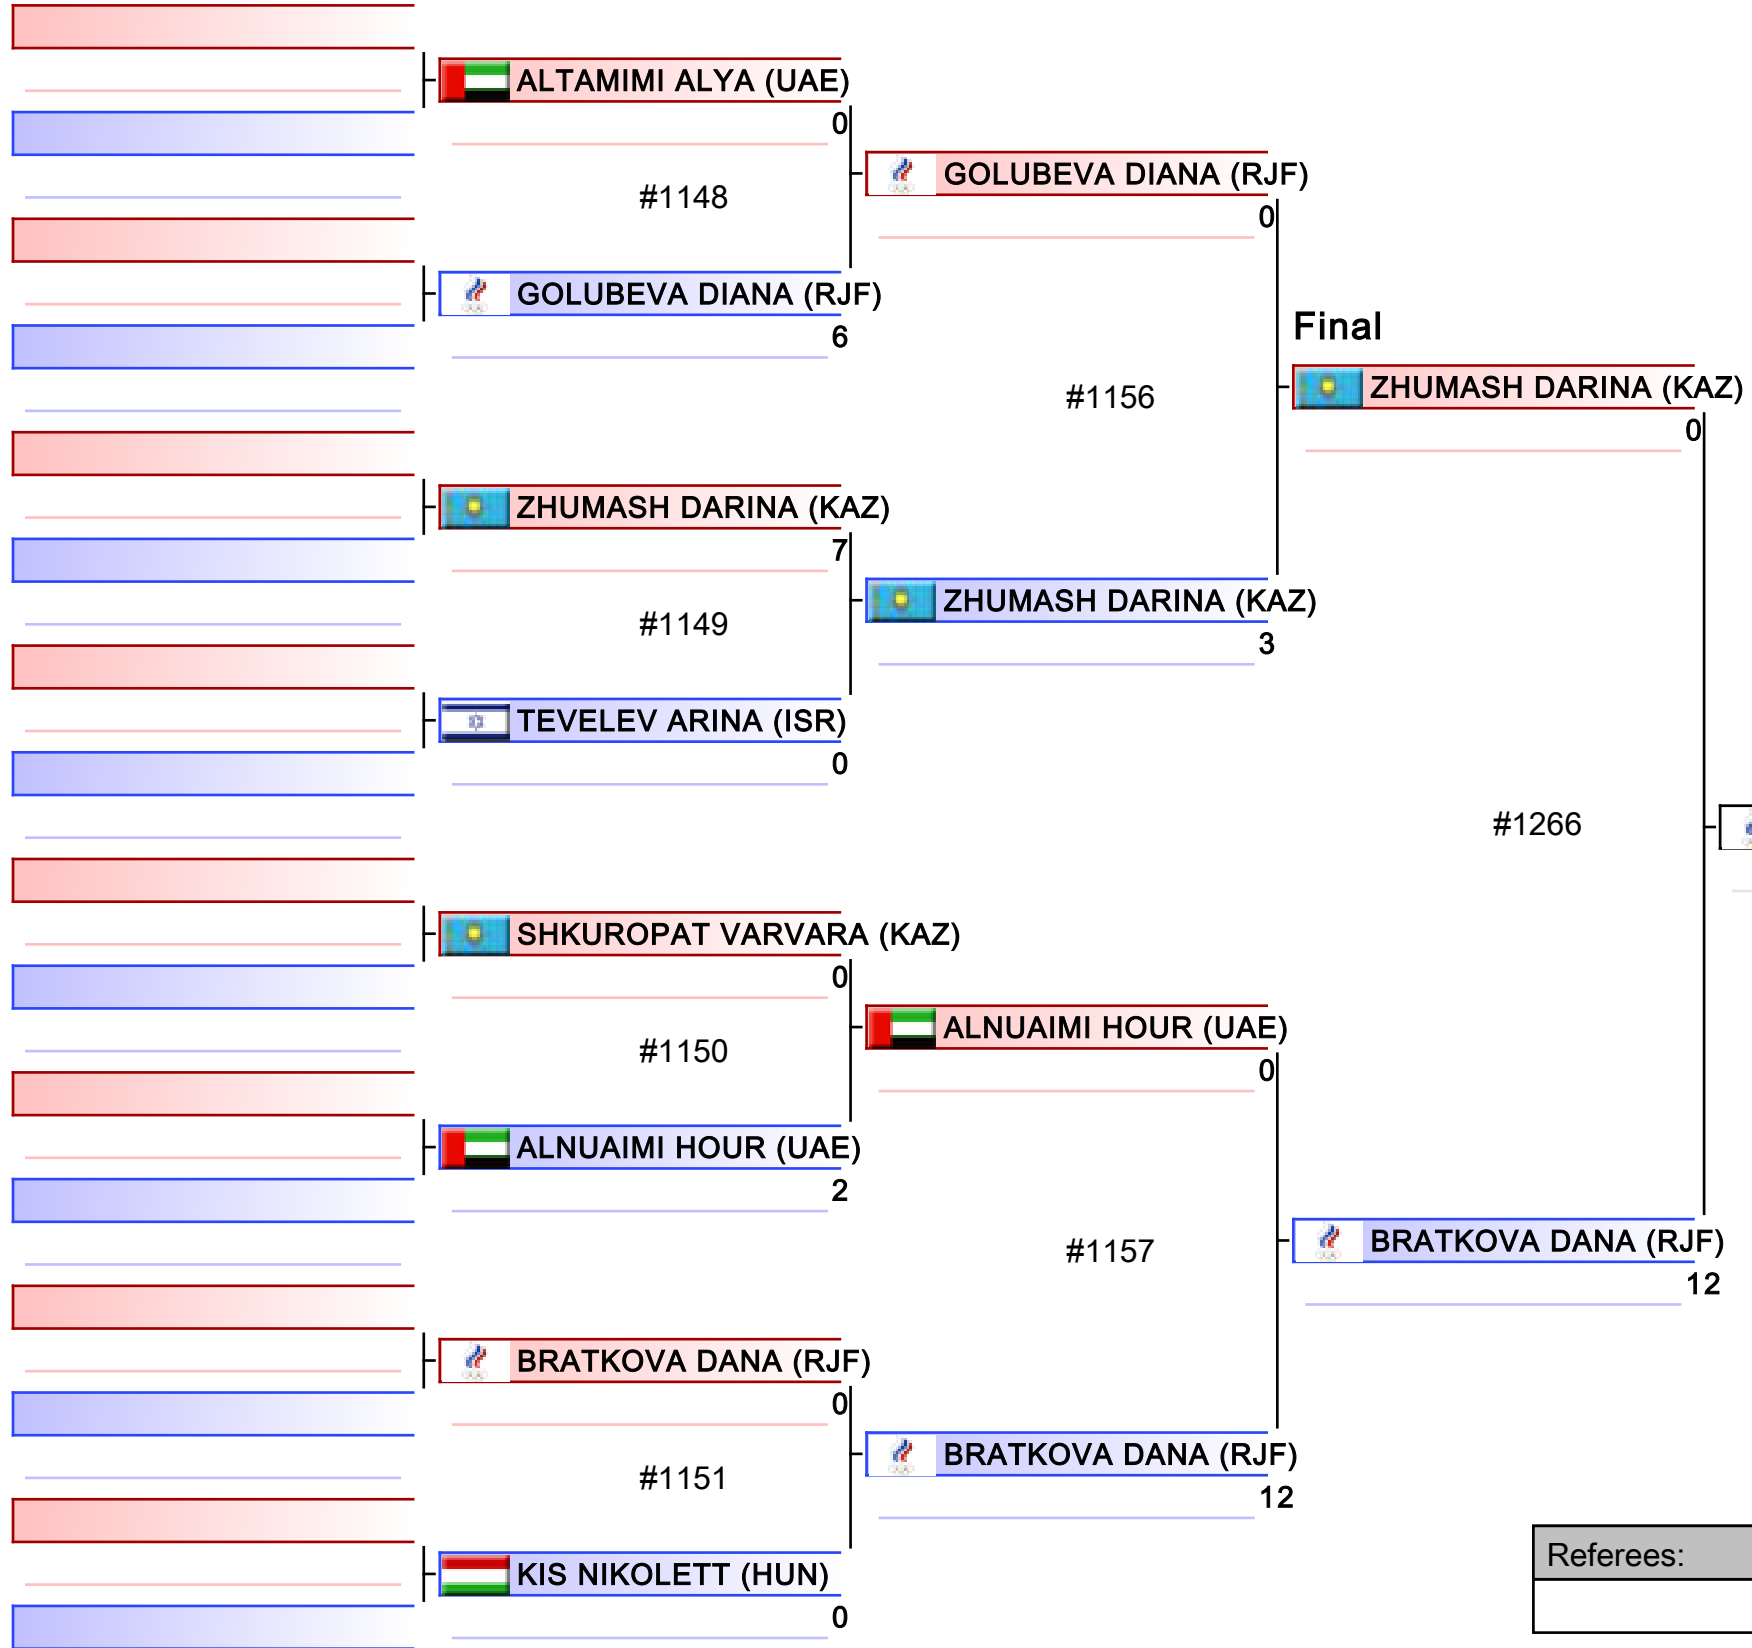 ALTAMIMI ALYA (UAE)
0
#1148
GOLUBEVA DIANA (RJF)
6
GOLUBEVA DIANA (RJF)
0
#1156
ZHUMASH DARINA (KAZ)
7
#1149
TEVELEV ARINA (ISR)
0
ZHUMASH DARINA (KAZ)
3
Final
ZHUMASH DARINA (KAZ)
0
#1266
SHKUROPAT VARVARA (KAZ)
0
#1150
ALNUAIMI HOUR (UAE)
2
ALNUAIMI HOUR (UAE)
0
#1157
BRATKOVA DANA (RJF)
12
BRATKOVA DANA (RJF)
0
#1151
KIS NIKOLETT (HUN)
0
BRATKOVA DANA (RJF)
12
Referees: